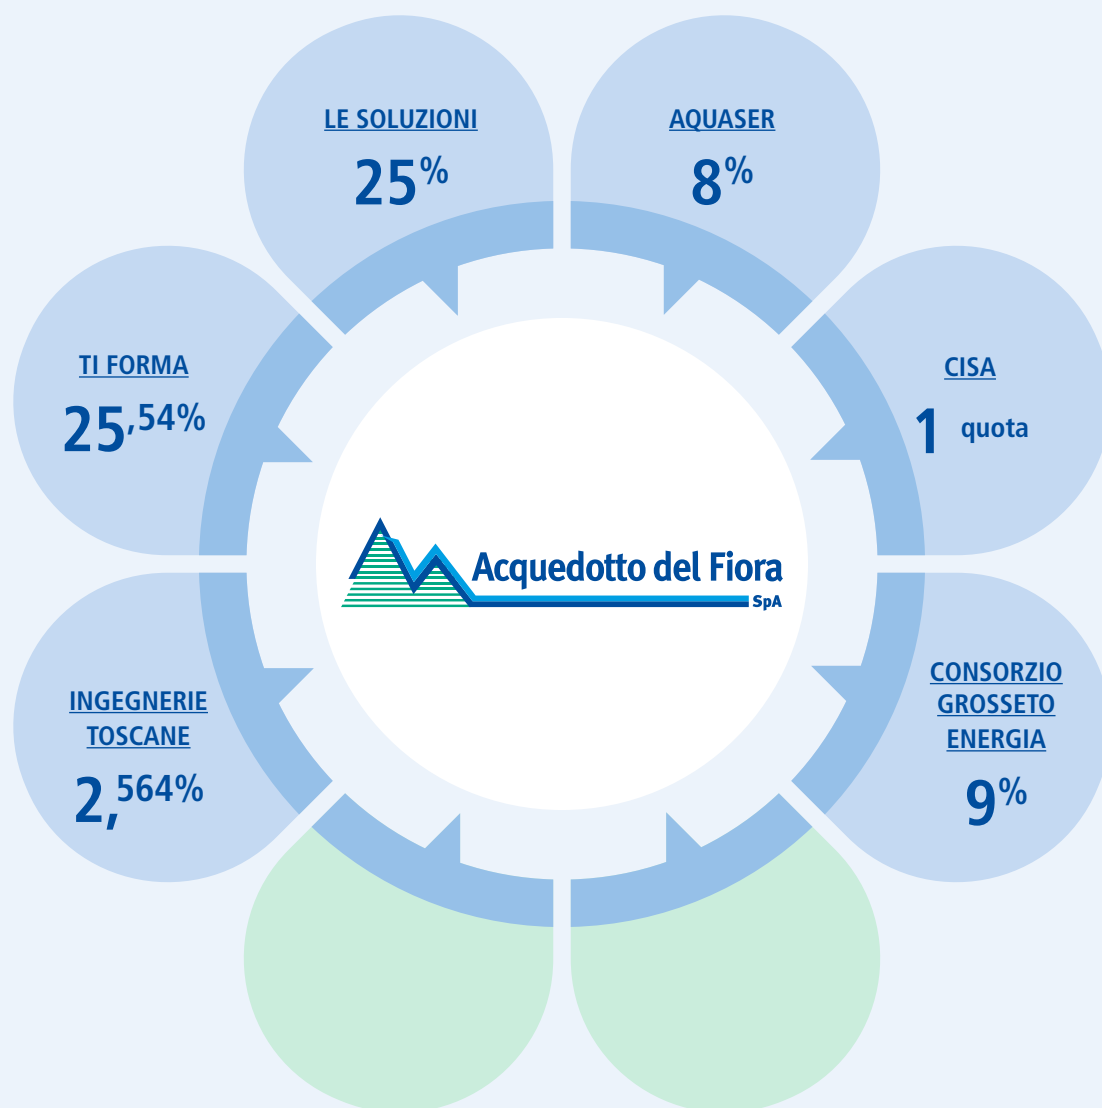 LE SOLUZIONI
25%
AQUASER
8%
TI FORMA
25,54%
CISA
1 quota
Acquedotto del Fiora
SpA
INGEGNERIE
TOSCANE
2,564%
CONSORZIO
GROSSETO
ENERGIA
9%